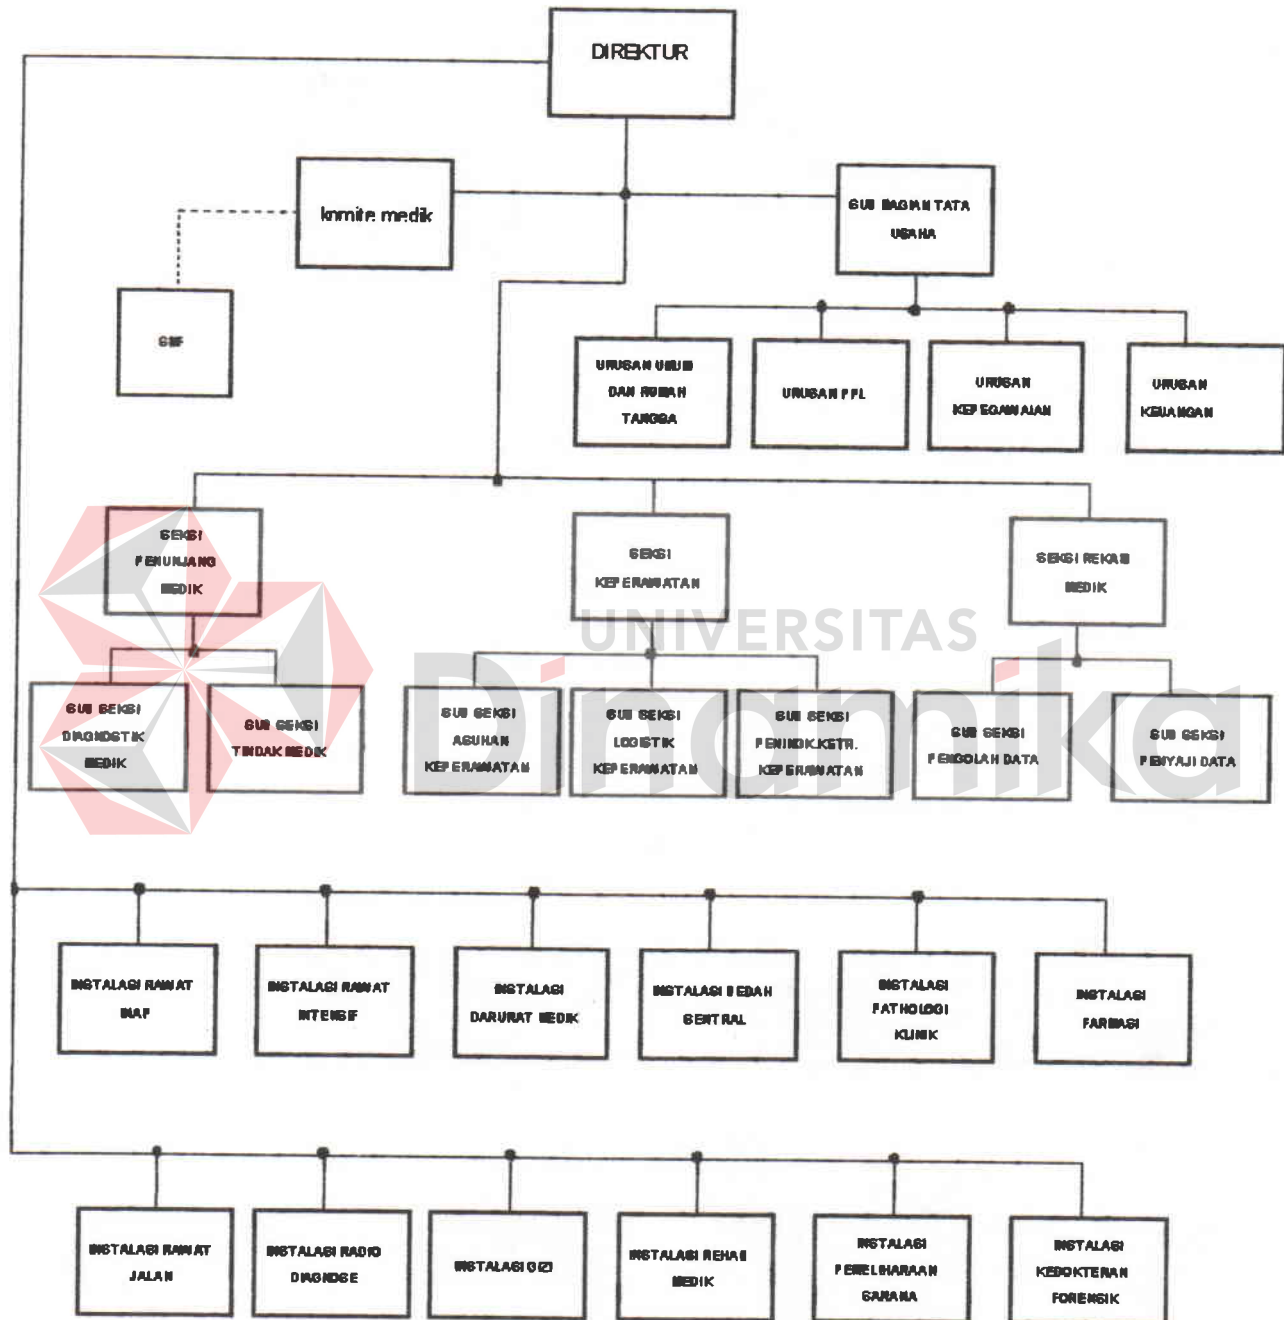 DIREKTUR
komite medik
SUB BAGIAN TATA
USAHA
SMF
URUSAN UMUM
DAN RUMAH
TANGGA
URUSAN PPL
URUSAN
KEPEGAWAIAN
URUSAN
KEUANGAN
SEKSI
PENUNJANG
MEDIK
SEKSI
KEPERAWATAN
SEKSI REKAM
MEDIK
UNIVERSITAS
Dinamika
SUB SEKSI
DIAGNOSTIK
MEDIK
SUB SEKSI
TINDAK MEDIK
SUB SEKSI
ASUHAN
KEPERAWATAN
SUB SEKSI
LOGISTIK
KEPERAWATAN
SUB SEKSI
PENINGK.KETR.
KEPERAWATAN
SUB SEKSI
PENGOLAH DATA
SUB SEKSI
PENYAJI DATA
INSTALASI RAWAT
INAP
INSTALASI RAWAT
INTENSIF
INSTALASI
DARURAT MEDIK
INSTALASI BEDAH
SENTRAL
INSTALASI
PATHOLOGI
KLINIK
INSTALASI
FARMASI
INSTALASI RAWAT
JALAN
INSTALASI RADIO
DIAGNOSE
INSTALASI GIZI
INSTALASI REHAB
MEDIK
INSTALASI
PEMELIHARAAN
SARANA
INSTALASI
KEDOKTERAN
FORENSIK